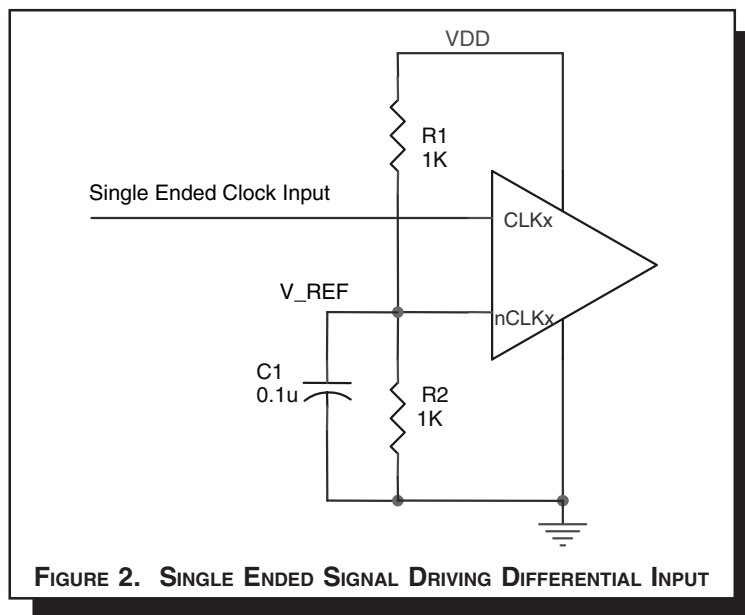 VDD
R1
1K
Single Ended Clock Input
CLKx
V_REF
nCLKx
C1
0.1u
R2
1K
FIGURE 2. SINGLE ENDED SIGNAL DRIVING DIFFERENTIAL INPUT